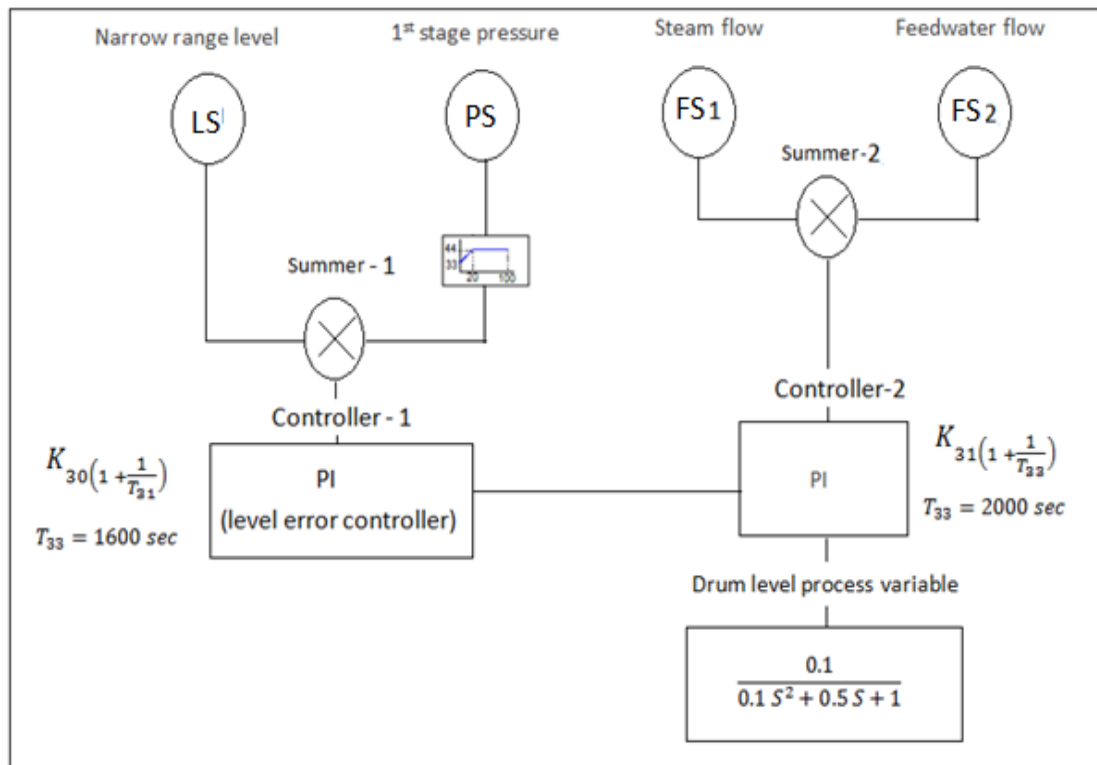 Narrow range level
1st stage pressure
Steam flow
Feedwater flow
LS
PS
FS1
FS2
Summer-2
44
33
20
100
Summer - 1
Controller-2
Controller - 1
K30(1 + 1/T31)
T33 = 1600 sec
PI
(level error controller)
PI
K31(1 + 1/T33)
T33 = 2000 sec
Drum level process variable
0.1
0.1 S² + 0.5 S + 1